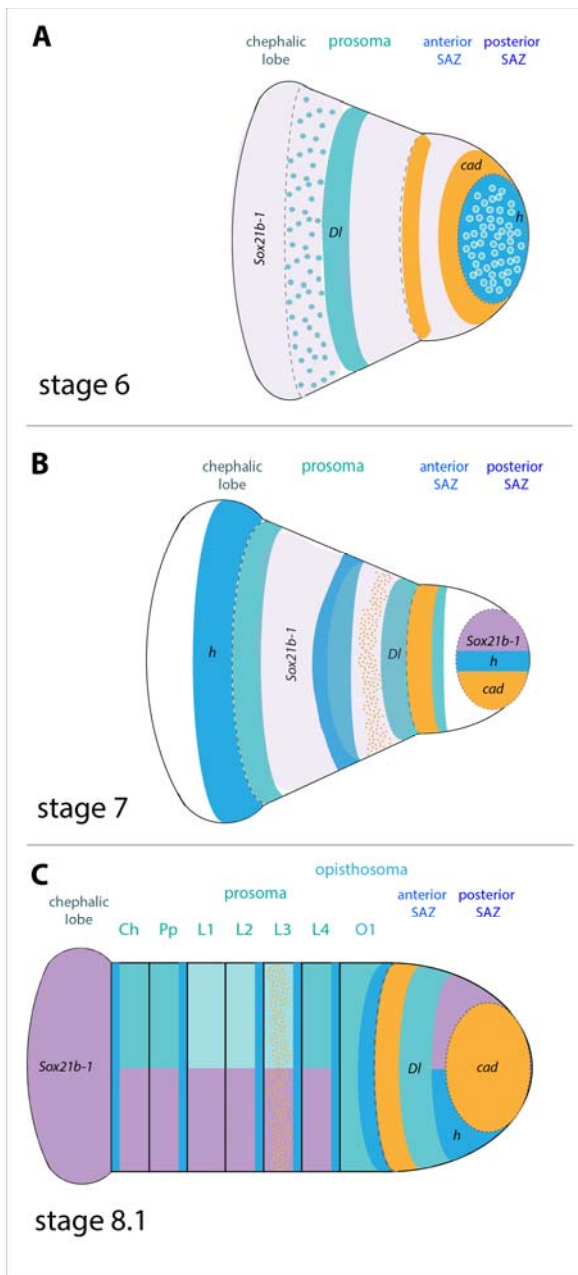 A
chephalic lobe
prosoma
anterior SAZ
posterior SAZ
Sox21b-1
Dl
cad
h
stage 6
B
chephalic lobe
prosoma
anterior SAZ
posterior SAZ
h
Sox21b-1
Dl
Sox21b-1
h
cad
stage 7
C
opisthosoma
chephalic lobe
prosoma
anterior SAZ
posterior SAZ
Ch Pp L1 L2 L3 L4 O1
Sox21b-1
Dl
cad
h
stage 8.1